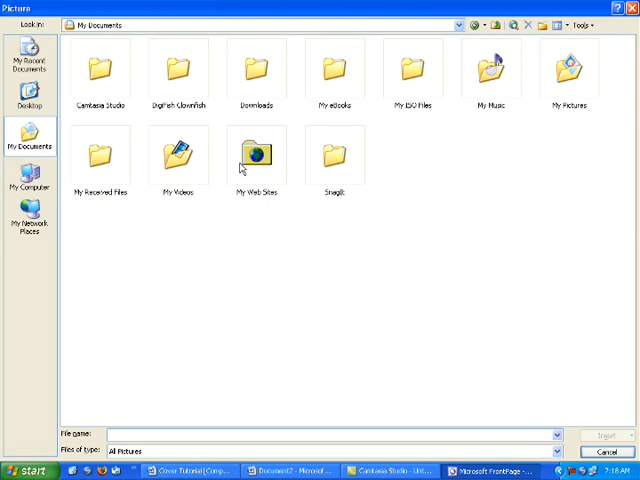 Picture
Look in:
My Documents
Tools
My Recent
Documents
Desktop
My Documents
My Computer
My Network
Places
Camtasia Studio
DigiFish Clownfish
Downloads
My eBooks
My ISO Files
My Music
My Pictures
My Received Files
My Videos
My Web Sites
SnagIt
File name:
Insert
Files of type:
All Pictures
Cancel
start
Cover Tutorial [Comp...
Document2 - Microsof...
Camtasia Studio - Unt...
Microsoft FrontPage - ...
7:18 AM